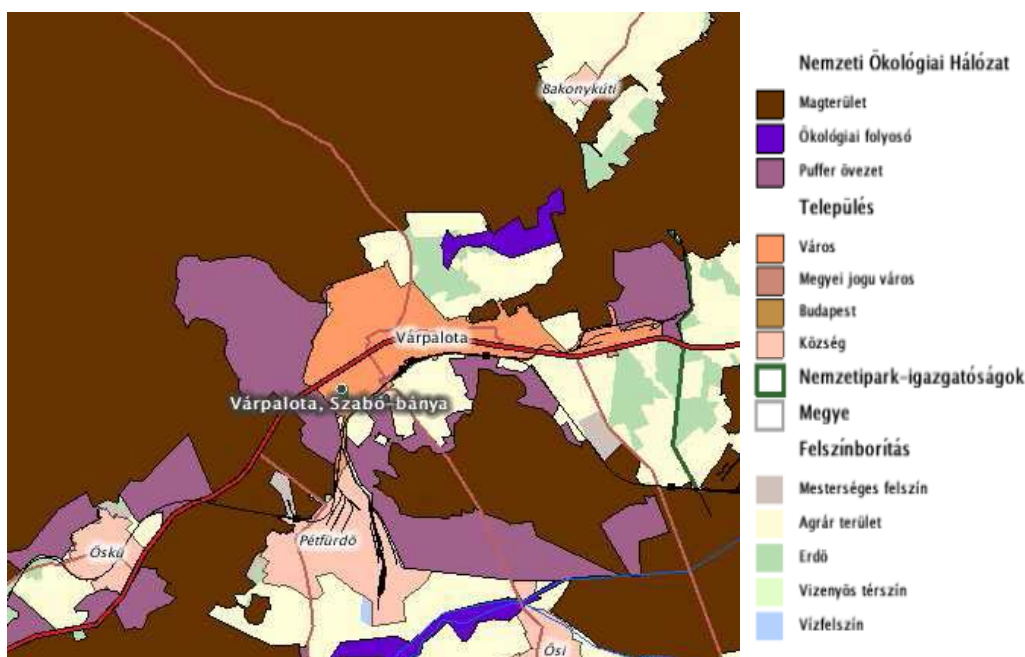 Bakonykúti
Várpalota
Várpalota, Szabó-bánya
Pétfürdő
Öskü
Ősi
Nemzeti Ökológiai Hálózat
Magterület
Ökológiai folyosó
Puffer övezet
Település
Város
Megyei jogu város
Budapest
Község
Nemzetipark-igazgatóságok
Megye
Felszínborítás
Mesterséges felszín
Agrár terület
Erdő
Vizenyős térszín
Vízfelszín